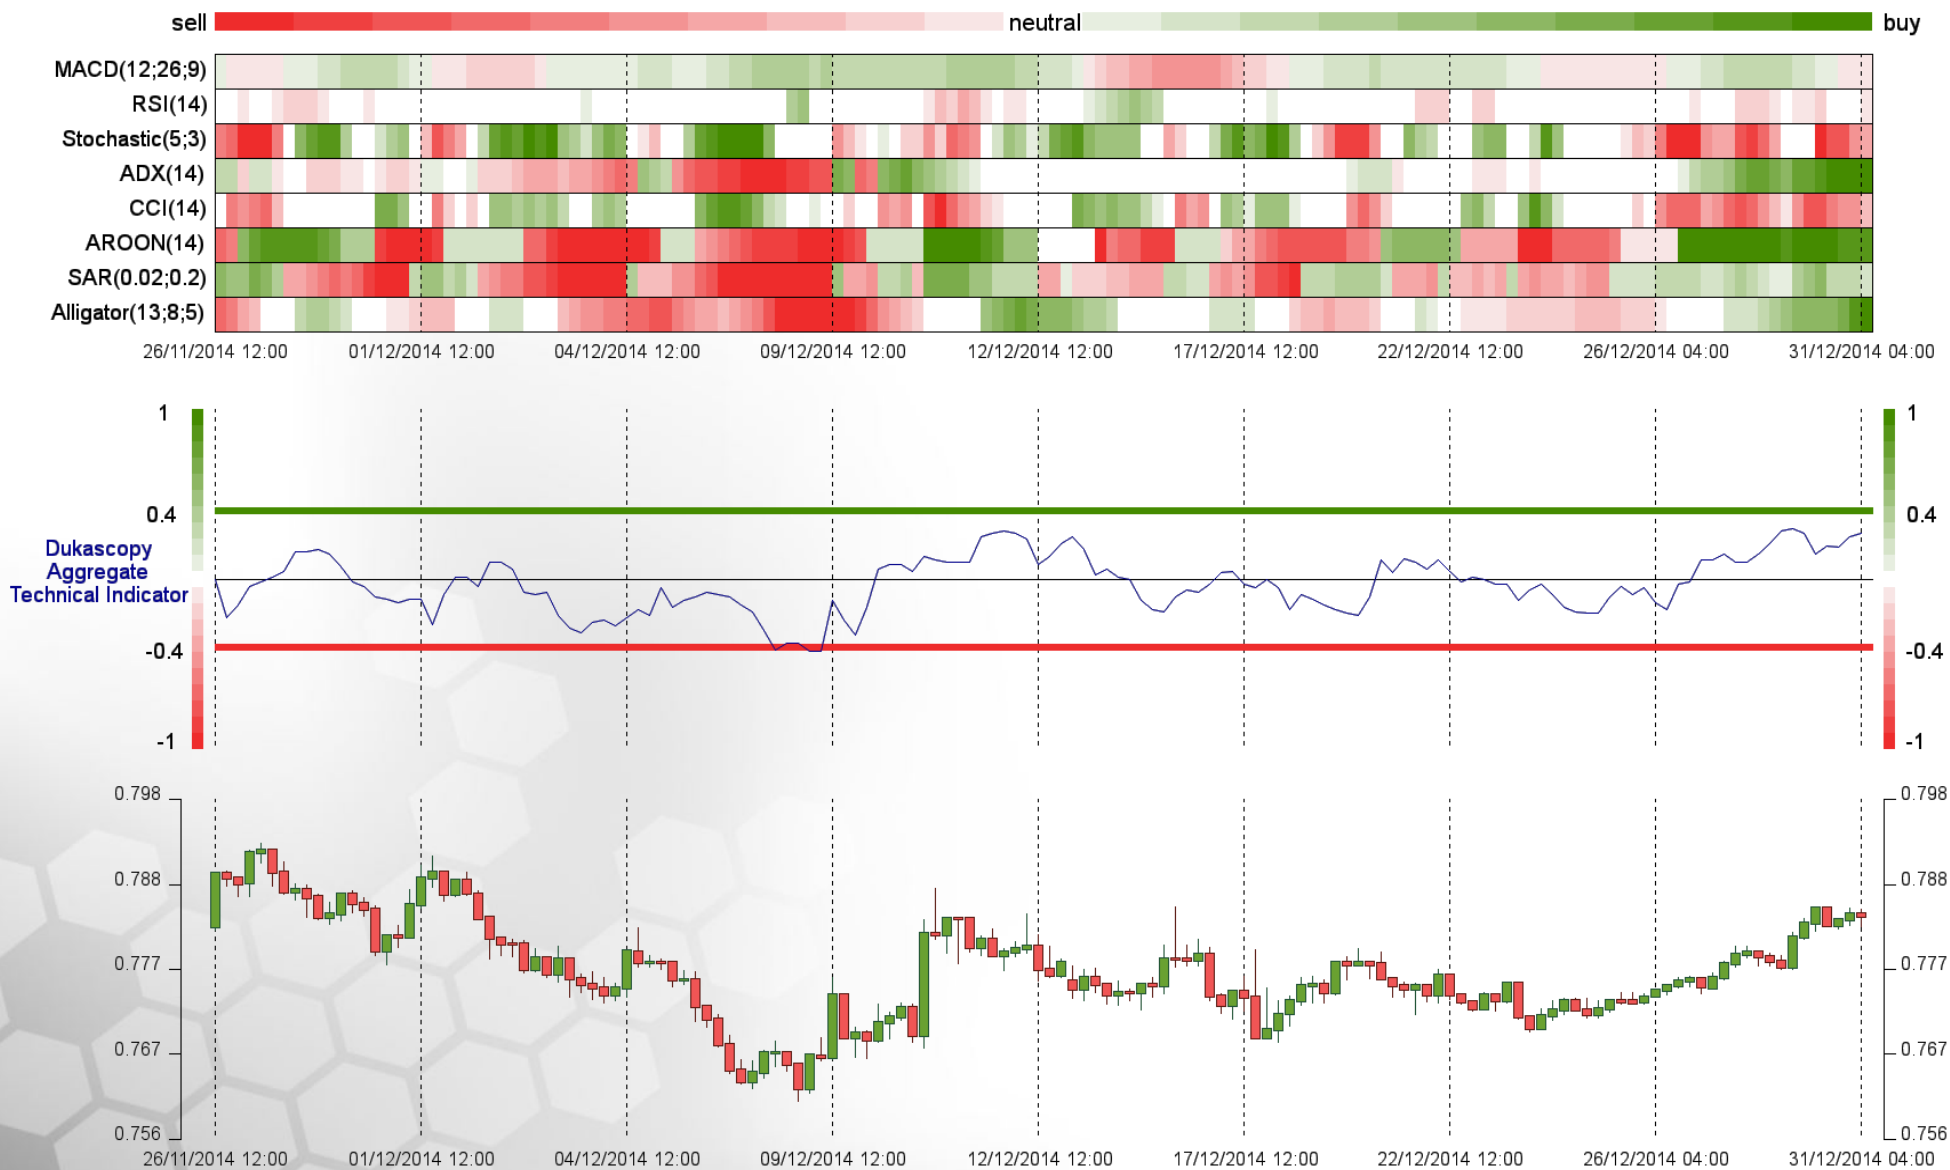 sell neutral buy
MACD(12;26;9)
RSI(14)
Stochastic(5;3)
ADX(14)
CCI(14)
AROON(14)
SAR(0.02;0.2)
Alligator(13;8;5)
26/11/2014 12:00 01/12/2014 12:00 04/12/2014 12:00 09/12/2014 12:00 12/12/2014 12:00 17/12/2014 12:00 22/12/2014 12:00 26/12/2014 04:00 31/12/2014 04:00
1 1
0.4 0.4
Dukascopy
Aggregate
Technical Indicator
-0.4 -0.4
-1 -1
0.798 0.798
0.788 0.788
0.777 0.777
0.767 0.767
0.756 0.756
26/11/2014 12:00 01/12/2014 12:00 04/12/2014 12:00 09/12/2014 12:00 12/12/2014 12:00 17/12/2014 12:00 22/12/2014 12:00 26/12/2014 04:00 31/12/2014 04:00